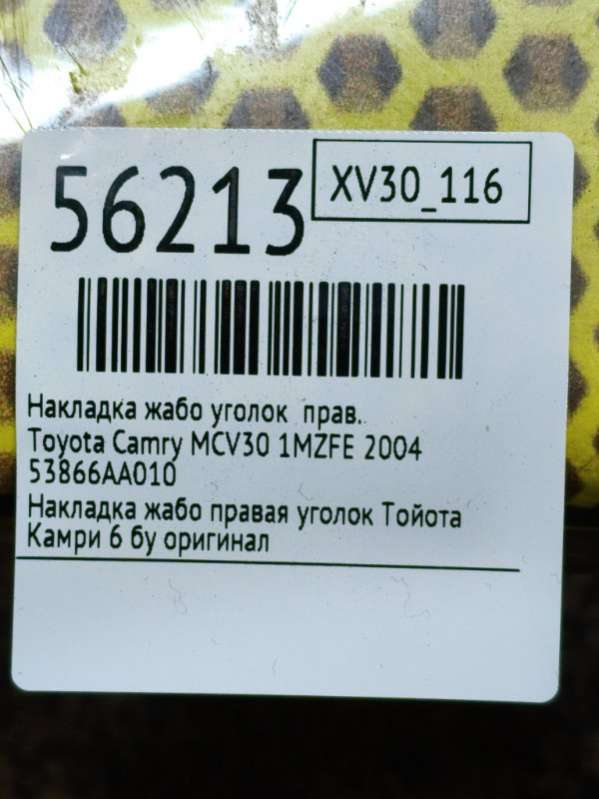 56213
XV30_116
Накладка жабо уголок прав..
Toyota Camry MCV30 1MZFE 2004
53866AA010
Накладка жабо правая уголок Тойота
Камри 6 бу оригинал